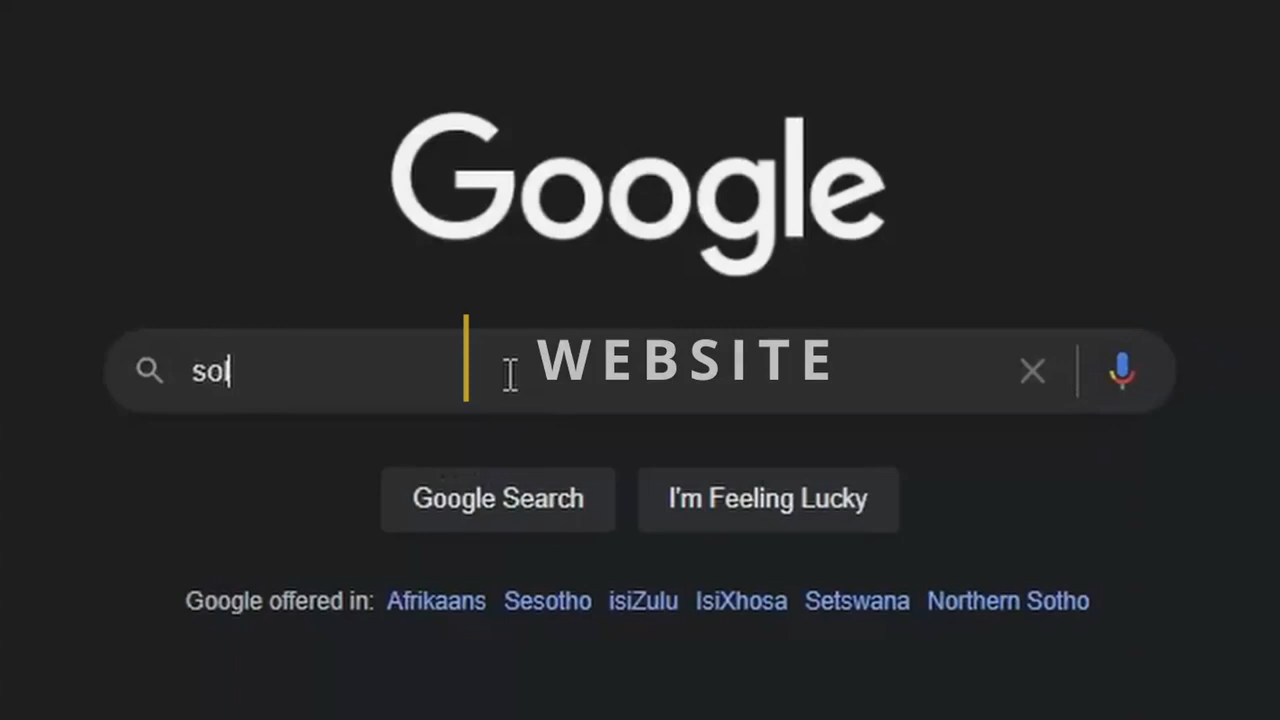 Google
sol
WEBSITE
Google Search I'm Feeling Lucky
Google offered in: Afrikaans Sesotho isiZulu IsiXhosa Setswana Northern Sotho